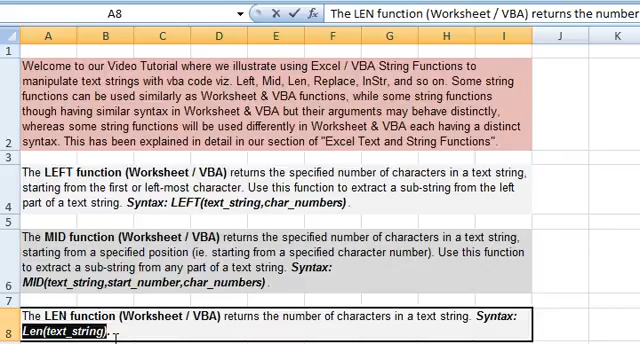 A8
The LEN function (Worksheet / VBA) returns the number
A B C D E F G H I J K
1
Welcome to our Video Tutorial where we illustrate using Excel / VBA String Functions to
manipulate text strings with vba code viz. Left, Mid, Len, Replace, InStr, and so on. Some string
functions can be used similarly as Worksheet & VBA functions, while some string functions
though having similar syntax in Worksheet & VBA but their arguments may behave distinctly,
whereas some string functions will be used differently in Worksheet & VBA each having a distinct
2 syntax. This has been explained in detail in our section of "Excel Text and String Functions".
3
The LEFT function (Worksheet / VBA) returns the specified number of characters in a text string,
starting from the first or left-most character. Use this function to extract a sub-string from the left
4 part of a text string. Syntax: LEFT(text_string,char_numbers).
5
The MID function (Worksheet / VBA) returns the specified number of characters in a text string,
starting from a specified position (ie. starting from a specified character number). Use this function
to extract a sub-string from any part of a text string. Syntax:
6 MID(text_string,start_number,char_numbers).
7
The LEN function (Worksheet / VBA) returns the number of characters in a text string. Syntax:
8 Len(text_string).